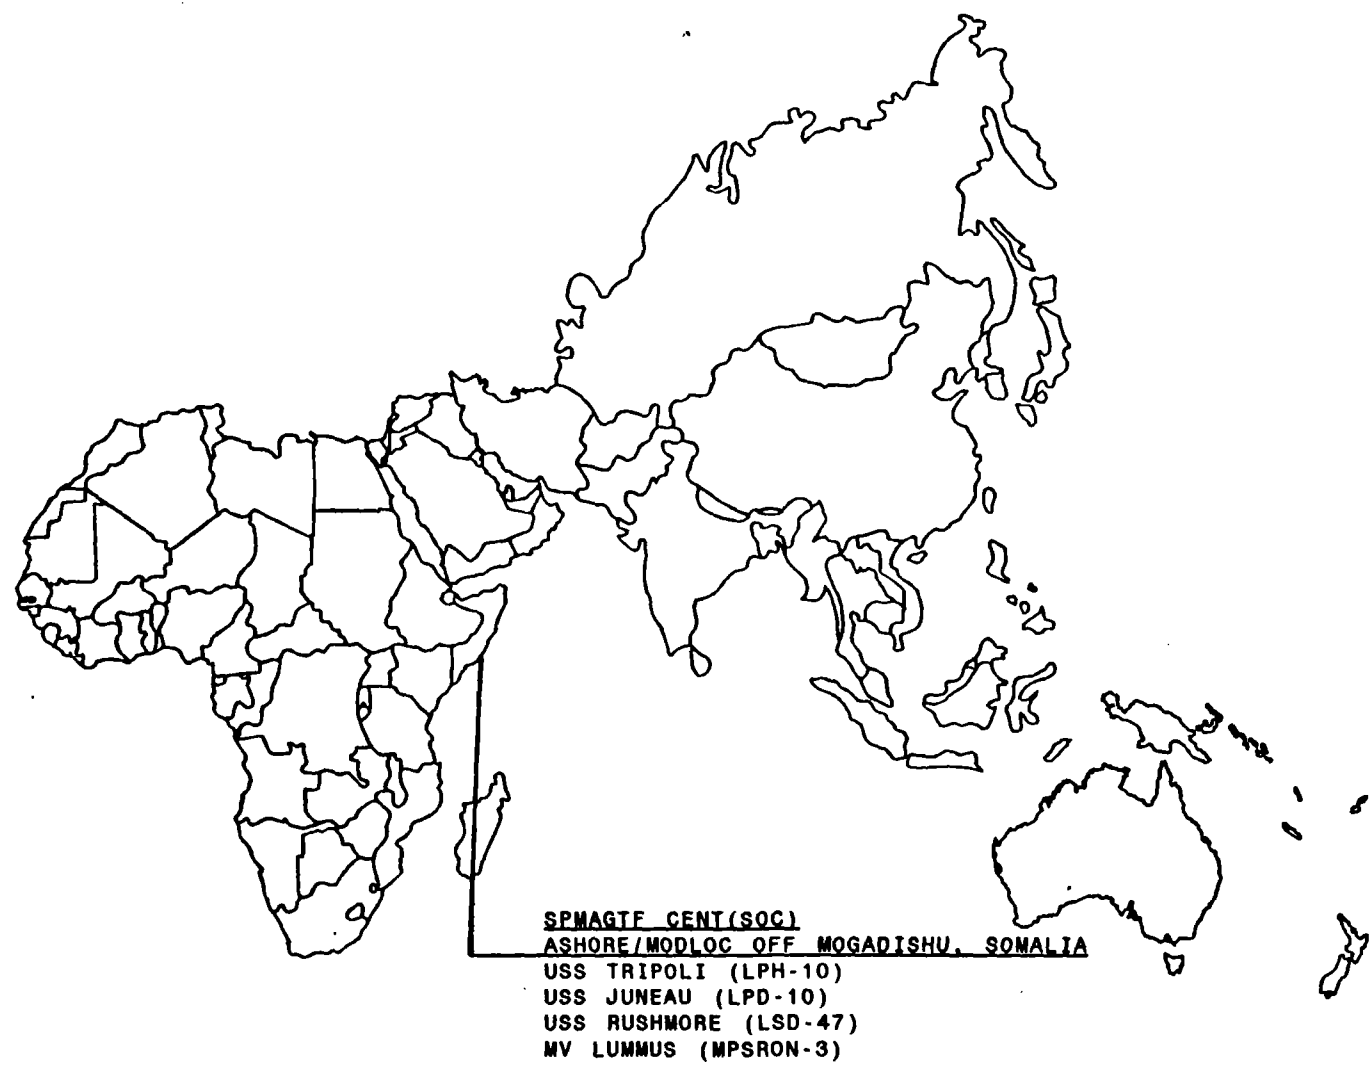 SPMAGTF CENT(SOC)
ASHORE/MODLOC OFF MOGADISHU, SOMALIA
USS TRIPOLI (LPH-10)
USS JUNEAU (LPD-10)
USS RUSHMORE (LSD-47)
MV LUMMUS (MPSRON-3)